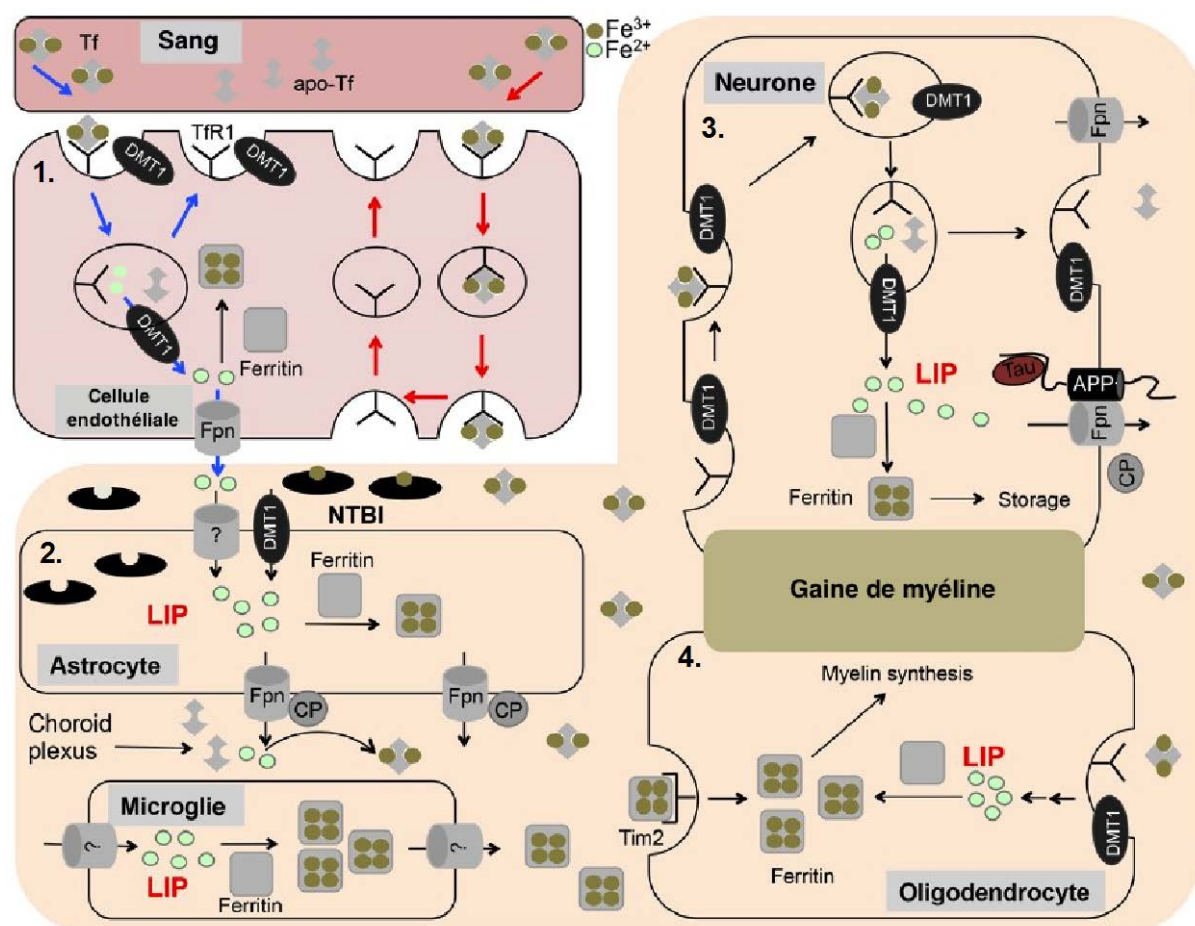 Tf
Sang
apo-Tf
Fe3+
Fe2+
1.
TfR1
DMT1
DMT1
DMT1
Ferritin
Cellule
endothéliale
Fpn
NTBI
2.
?
DMT1
Ferritin
LIP
Astrocyte
Fpn
CP
Fpn
CP
Choroid
plexus
Microglie
?
LIP
Ferritin
?
Neurone
3.
DMT1
Fpn
DMT1
DMT1
DMT1
DMT1
LIP
Tau
APP
Fpn
CP
Ferritin
Storage
Gaine de myéline
4.
Myelin synthesis
LIP
Tim2
DMT1
Ferritin
Oligodendrocyte